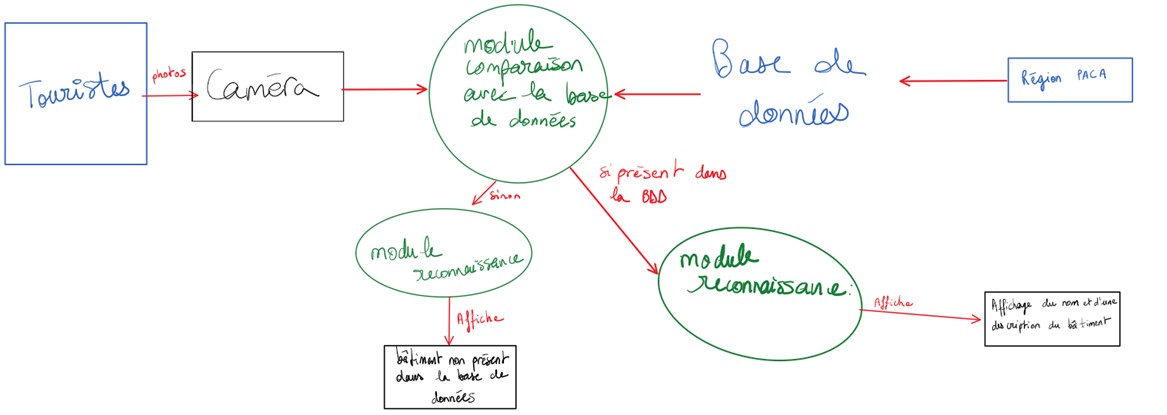 Touristes
photos
Caméra
module
comparaison
avec la base
de données
Base de
données
Région PACA
sinon
si présent dans
la BDD
module
reconnaissance
module
reconnaissance:
Affiche
Affiche
Affichage du nom et d'une
description du bâtiment
bâtiment non présent
dans la base de
données